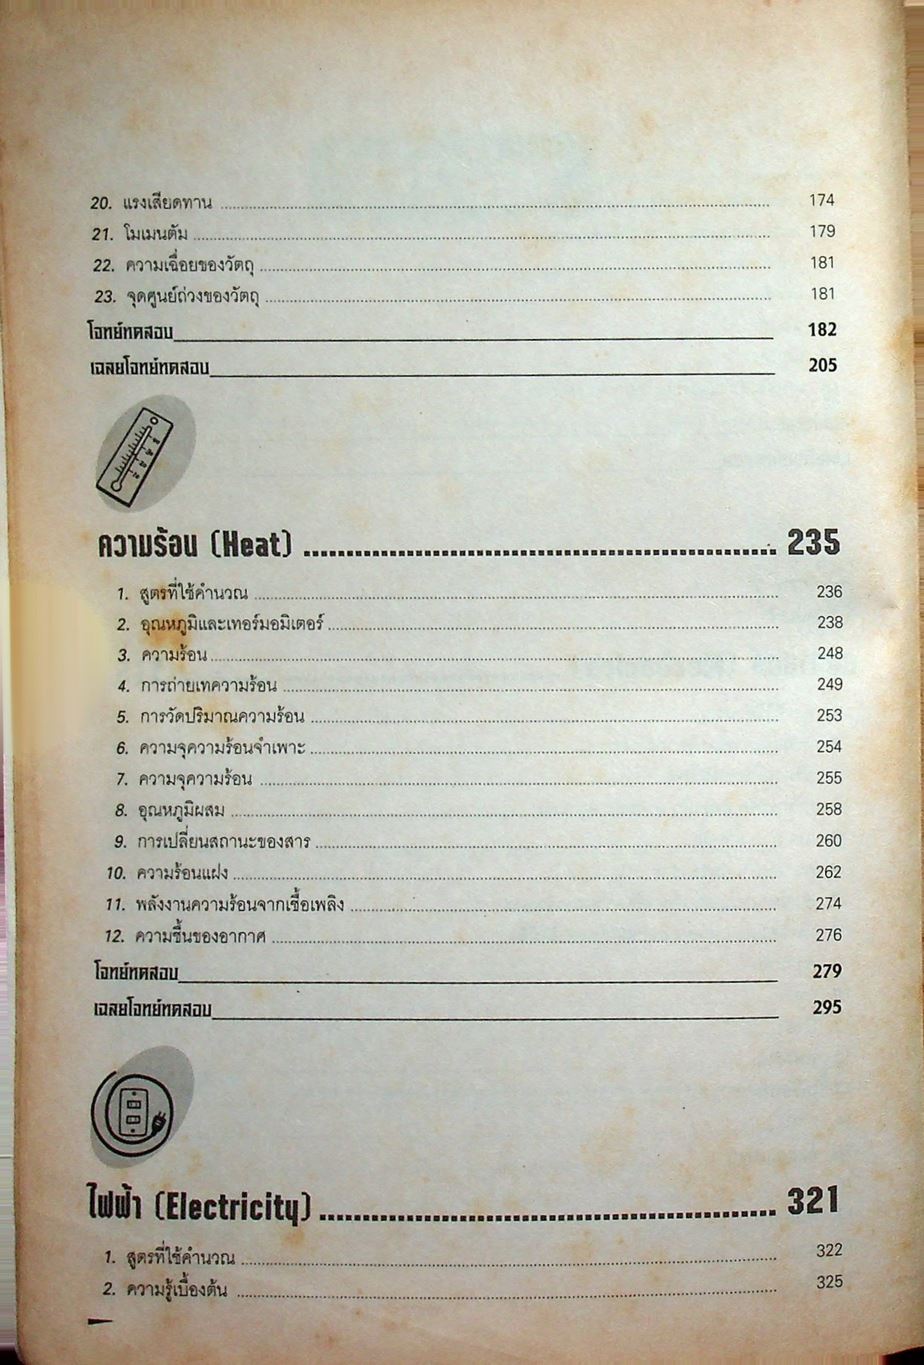 20. แรงเสียดทาน ........ 174
21. โมเมนตัม ........ 179
22. ความเฉื่อยของวัตถุ ........ 181
23. จุดศูนย์ถ่วงของวัตถุ ........ 181
โจทย์ทดสอบ ________ 182
เฉลยโจทย์ทดสอบ ________ 205
ความร้อน (Heat) ........ 235
1. สูตรที่ใช้คำนวณ ........ 236
2. อุณหภูมิและเทอร์มอมิเตอร์ ........ 238
3. ความร้อน ........ 248
4. การถ่ายเทความร้อน ........ 249
5. การวัดปริมาณความร้อน ........ 253
6. ความจุความร้อนจำเพาะ ........ 254
7. ความจุความร้อน ........ 255
8. อุณหภูมิผสม ........ 258
9. การเปลี่ยนสถานะของสาร ........ 260
10. ความร้อนแฝง ........ 262
11. พลังงานความร้อนจากเชื้อเพลิง ........ 274
12. ความชื้นของอากาศ ........ 276
โจทย์ทดสอบ ________ 279
เฉลยโจทย์ทดสอบ ________ 295
ไฟฟ้า (Electricity) ........ 321
1. สูตรที่ใช้คำนวณ ........ 322
2. ความรู้เบื้องต้น ........ 325